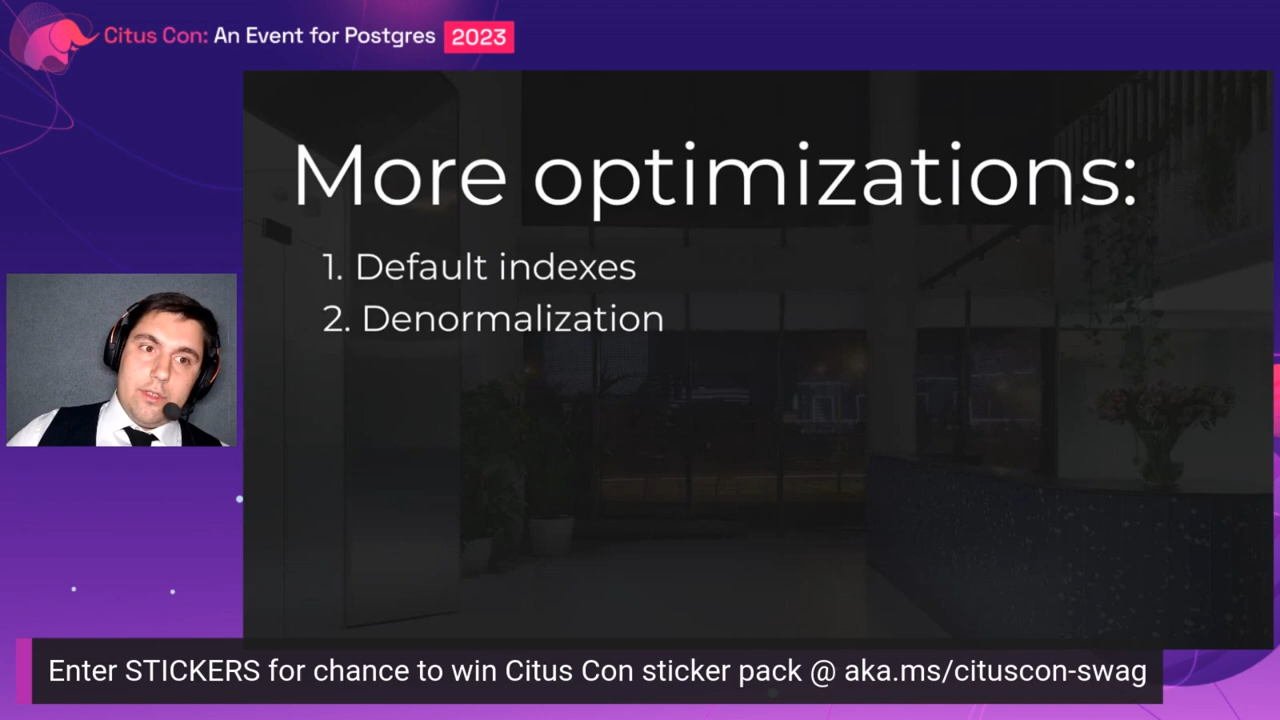 Citus Con: An Event for Postgres 2023
More optimizations:
1. Default indexes
2. Denormalization
Enter STICKERS for chance to win Citus Con sticker pack @ aka.ms/cituscon-swag